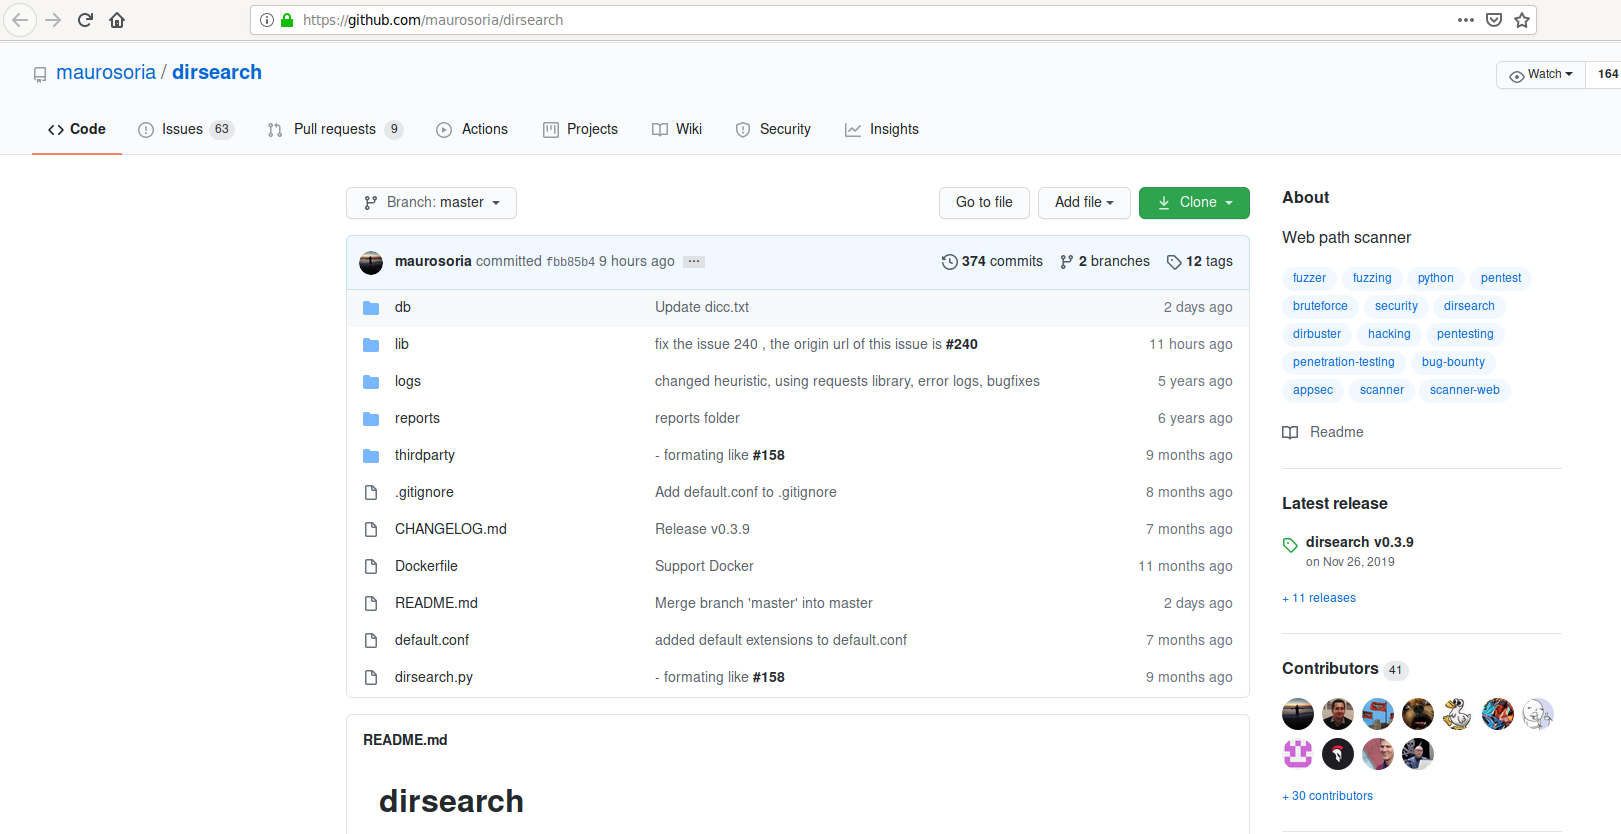 https://github.com/maurosoria/dirsearch
maurosoria / dirsearch
Watch 164
Code Issues 63 Pull requests 9 Actions Projects Wiki Security Insights
Branch: master Go to file Add file Clone
maurosoria committed fbb85b4 9 hours ago ... 374 commits 2 branches 12 tags
db Update dicc.txt 2 days ago
lib fix the issue 240 , the origin url of this issue is #240 11 hours ago
logs changed heuristic, using requests library, error logs, bugfixes 5 years ago
reports reports folder 6 years ago
thirdparty - formating like #158 9 months ago
.gitignore Add default.conf to .gitignore 8 months ago
CHANGELOG.md Release v0.3.9 7 months ago
Dockerfile Support Docker 11 months ago
README.md Merge branch 'master' into master 2 days ago
default.conf added default extensions to default.conf 7 months ago
dirsearch.py - formating like #158 9 months ago
README.md
dirsearch
About
Web path scanner
fuzzer fuzzing python pentest
bruteforce security dirsearch
dirbuster hacking pentesting
penetration-testing bug-bounty
appsec scanner scanner-web
Readme
Latest release
dirsearch v0.3.9
on Nov 26, 2019
+ 11 releases
Contributors 41
+ 30 contributors